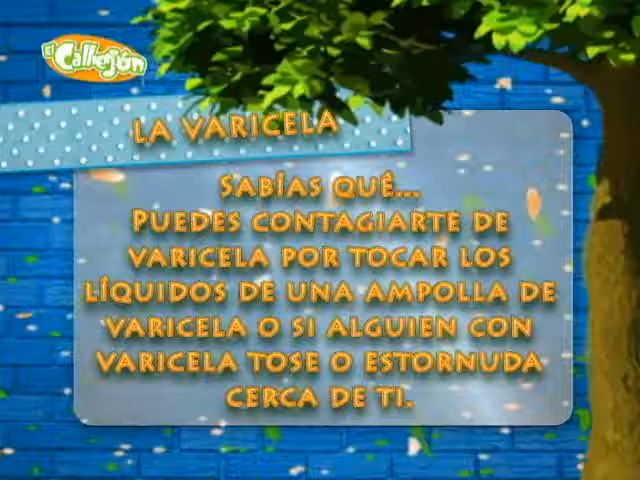 El Callejón
LA VARICELA
SABÍAS QUÉ...
PUEDES CONTAGIARTE DE
VARICELA POR TOCAR LOS
LÍQUIDOS DE UNA AMPOLLA DE
VARICELA O SI ALGUIEN CON
VARICELA TOSE O ESTORNUDA
CERCA DE TI.